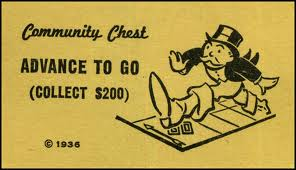 Community Chest
ADVANCE TO GO
(COLLECT $200)
© 1936